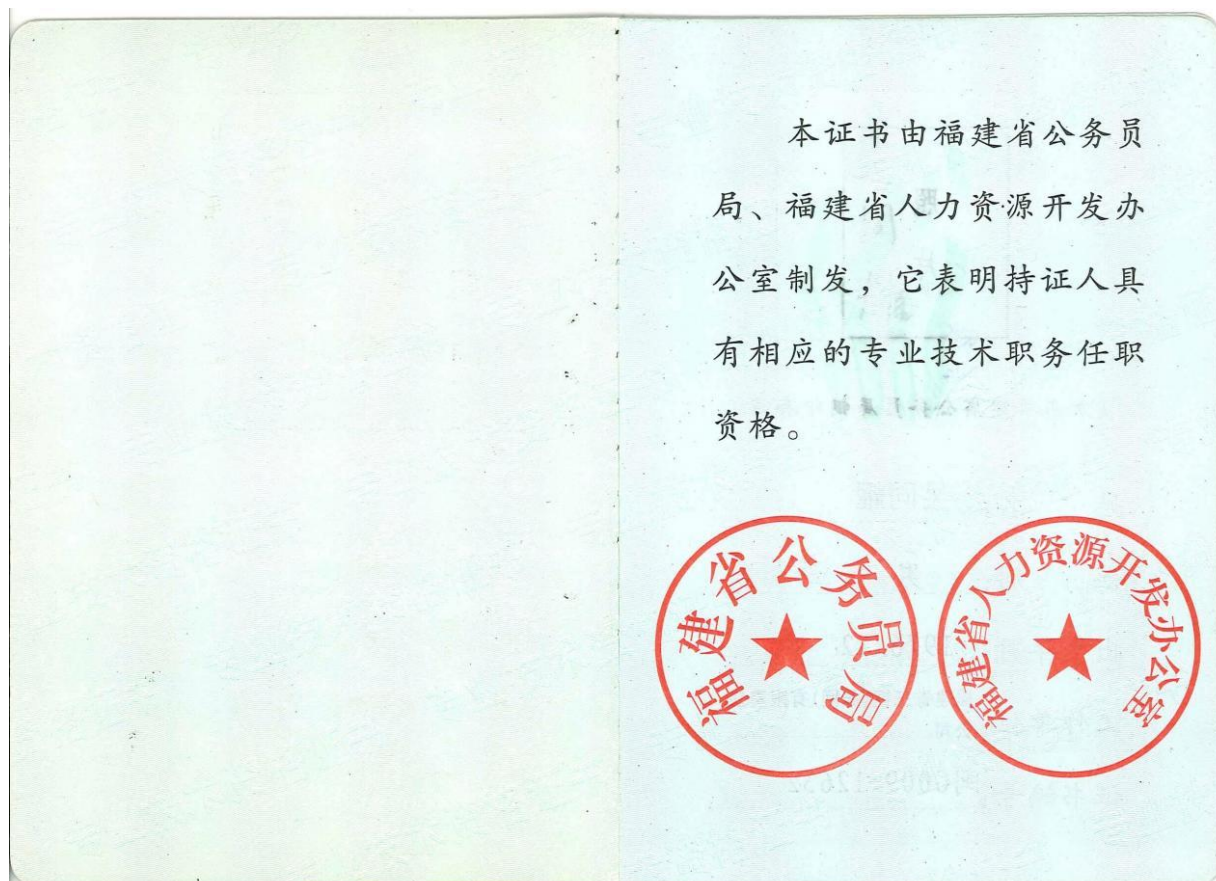 本证书由福建省公务员
局、福建省人力资源开发办
公室制发，它表明持证人具
有相应的专业技术职务任职
资格。
福建省公务员局
福建省人力资源开发办公室